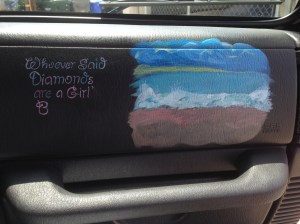 Whoever Said
Diamonds
are a Girl'
B